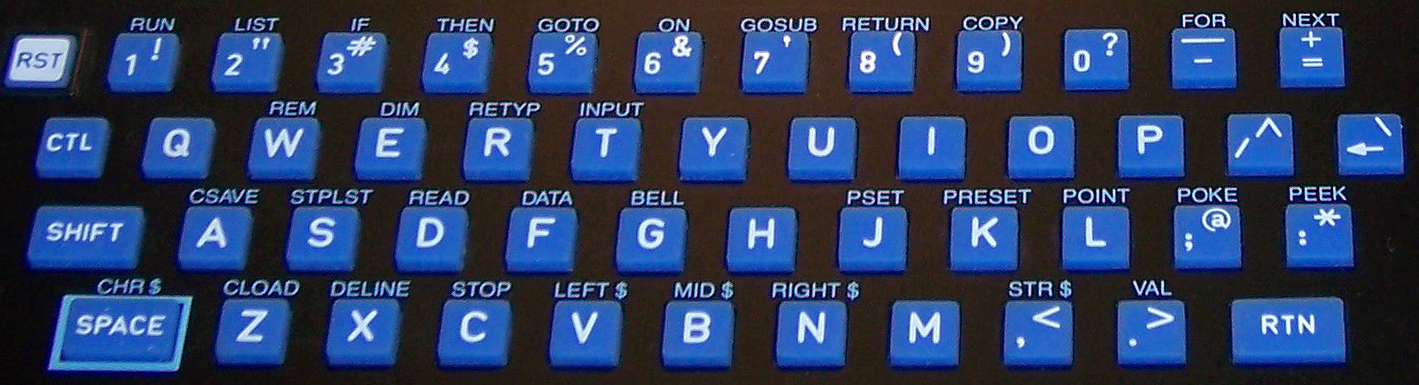 RUN LIST IF THEN GOTO ON GOSUB RETURN COPY FOR NEXT
RST 1 ! 2 " 3 # 4 $ 5 % 6 & 7 ' 8 ( 9 ) 0 ? — - + =
REM DIM RETYP INPUT
CTL Q W E R T Y U I O P / ^ ← \
CSAVE STPLST READ DATA BELL PSET PRESET POINT POKE PEEK
SHIFT A S D F G H J K L ; @ : *
CHR $ CLOAD DELINE STOP LEFT $ MID $ RIGHT $ STR $ VAL
SPACE Z X C V B N M , < . > RTN